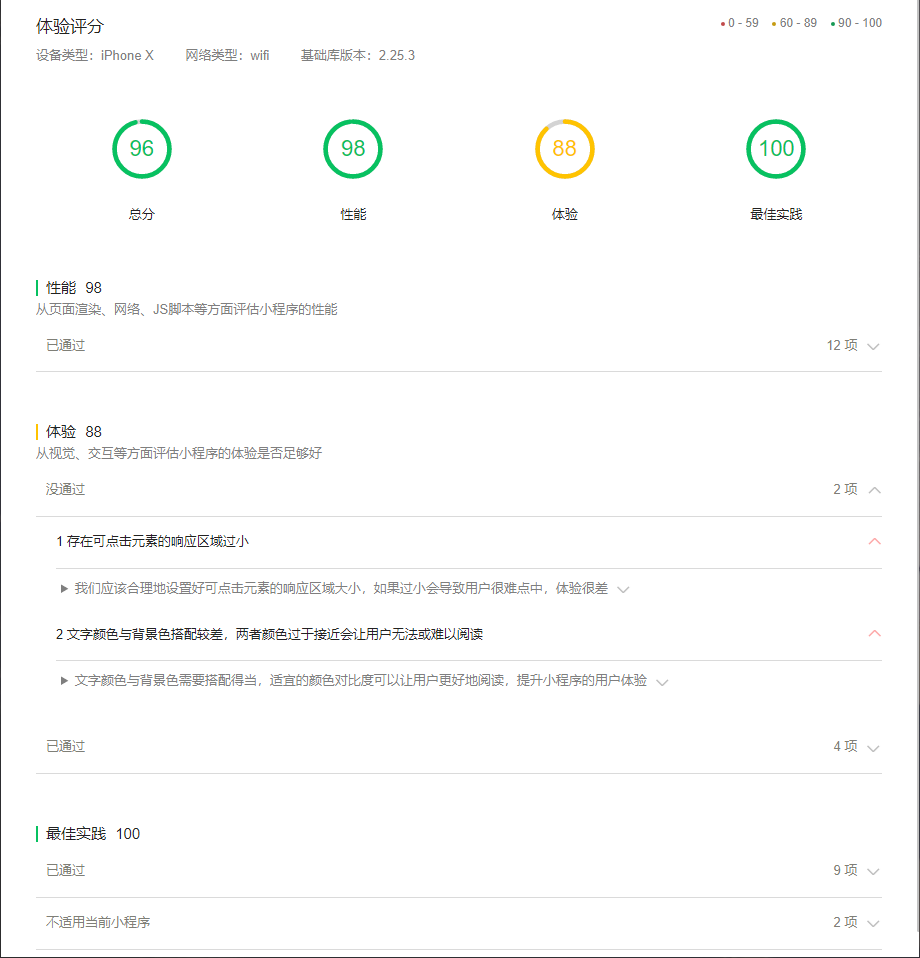 体验评分
0 - 59 60 - 89 90 - 100
设备类型：iPhone X 网络类型：wifi 基础库版本：2.25.3
96 98 88 100
总分 性能 体验 最佳实践
性能 98
从页面渲染、网络、JS脚本等方面评估小程序的性能
已通过 12 项
体验 88
从视觉、交互等方面评估小程序的体验是否足够好
没通过 2 项
1 存在可点击元素的响应区域过小
我们应该合理地设置好可点击元素的响应区域大小，如果过小会导致用户很难点中，体验很差
2 文字颜色与背景色搭配较差，两者颜色过于接近会让用户无法或难以阅读
文字颜色与背景色需要搭配得当，适宜的颜色对比度可以让用户更好地阅读，提升小程序的用户体验
已通过 4 项
最佳实践 100
已通过 9 项
不适用当前小程序 2 项